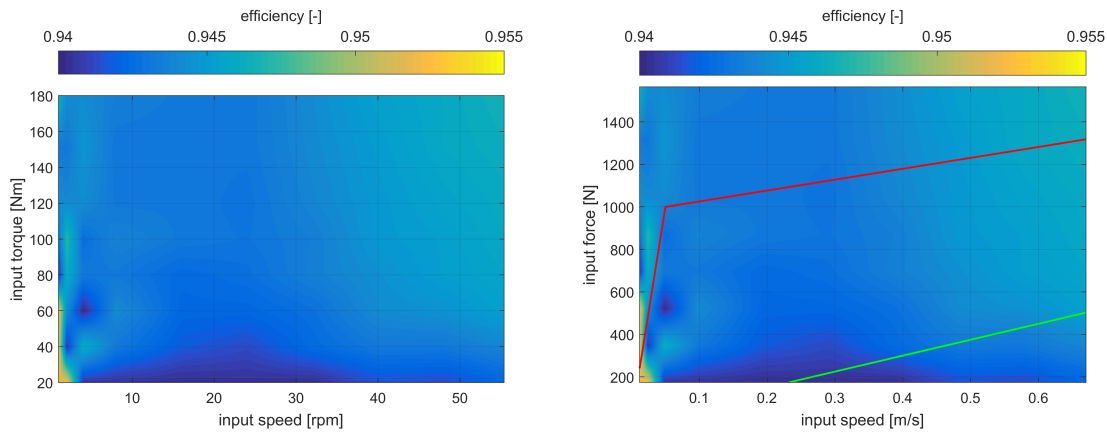 efficiency [-]
0.94 0.945 0.95 0.955
180
160
140
120
100
80
60
40
20
input torque [Nm]
10 20 30 40 50
input speed [rpm]
efficiency [-]
0.94 0.945 0.95 0.955
1400
1200
1000
800
600
400
200
input force [N]
0.1 0.2 0.3 0.4 0.5 0.6
input speed [m/s]